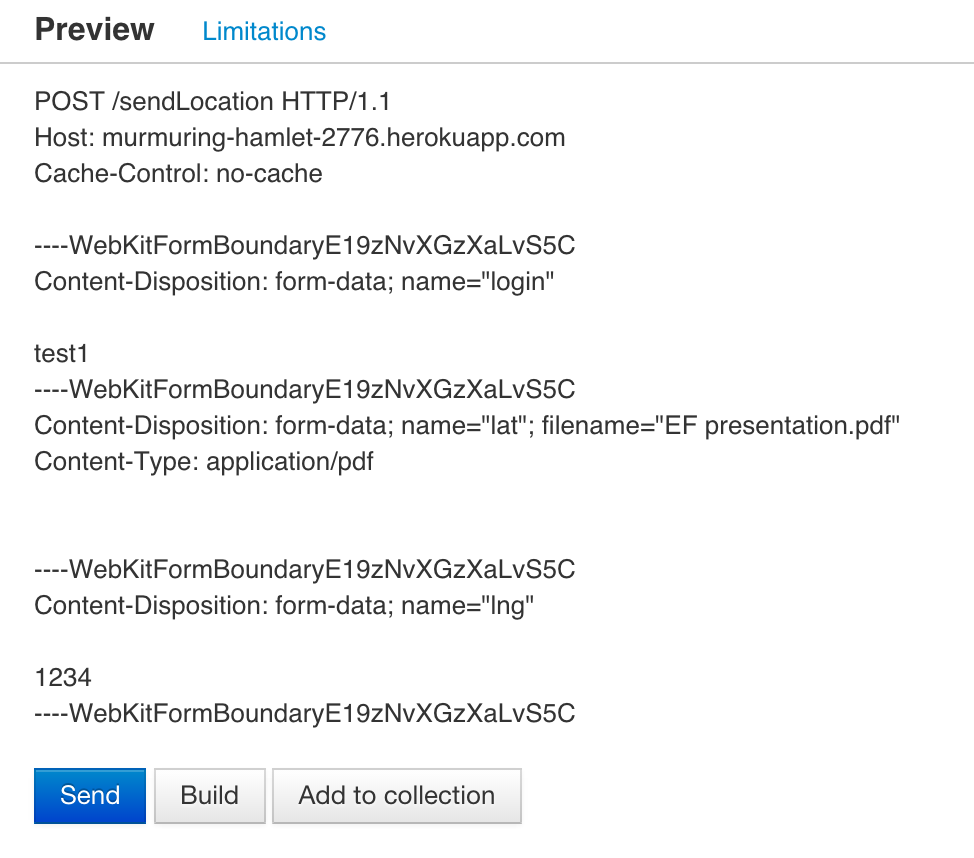 Preview Limitations
POST /sendLocation HTTP/1.1
Host: murmuring-hamlet-2776.herokuapp.com
Cache-Control: no-cache
----WebKitFormBoundaryE19zNvXGzXaLvS5C
Content-Disposition: form-data; name="login"
test1
----WebKitFormBoundaryE19zNvXGzXaLvS5C
Content-Disposition: form-data; name="lat"; filename="EF presentation.pdf"
Content-Type: application/pdf
----WebKitFormBoundaryE19zNvXGzXaLvS5C
Content-Disposition: form-data; name="lng"
1234
----WebKitFormBoundaryE19zNvXGzXaLvS5C
Send Build Add to collection